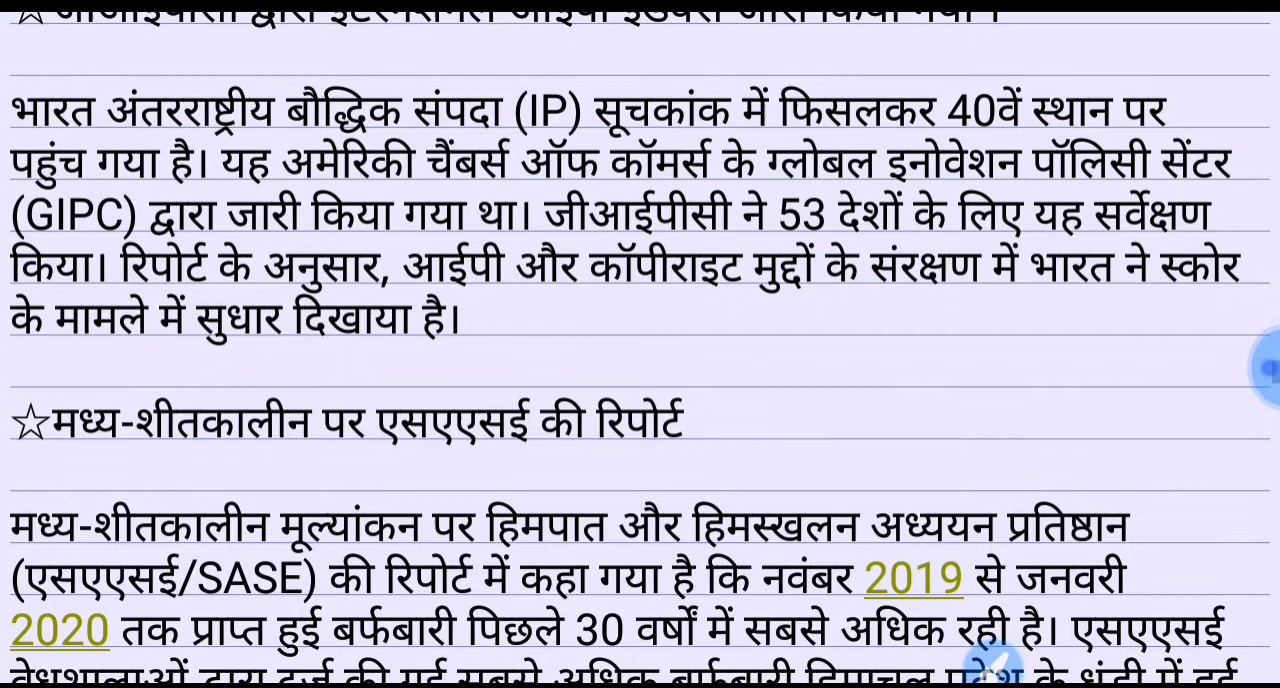 भारत अंतरराष्ट्रीय बौद्धिक संपदा (IP) सूचकांक में फिसलकर 40वें स्थान पर
पहुंच गया है। यह अमेरिकी चैंबर्स ऑफ कॉमर्स के ग्लोबल इनोवेशन पॉलिसी सेंटर
(GIPC) द्वारा जारी किया गया था। जीआईपीसी ने 53 देशों के लिए यह सर्वेक्षण
किया। रिपोर्ट के अनुसार, आईपी और कॉपीराइट मुद्दों के संरक्षण में भारत ने स्कोर
के मामले में सुधार दिखाया है।
☆मध्य-शीतकालीन पर एसएएसई की रिपोर्ट
मध्य-शीतकालीन मूल्यांकन पर हिमपात और हिमस्खलन अध्ययन प्रतिष्ठान
(एसएएसई/SASE) की रिपोर्ट में कहा गया है कि नवंबर 2019 से जनवरी
2020 तक प्राप्त हुई बर्फबारी पिछले 30 वर्षों में सबसे अधिक रही है। एसएएसई